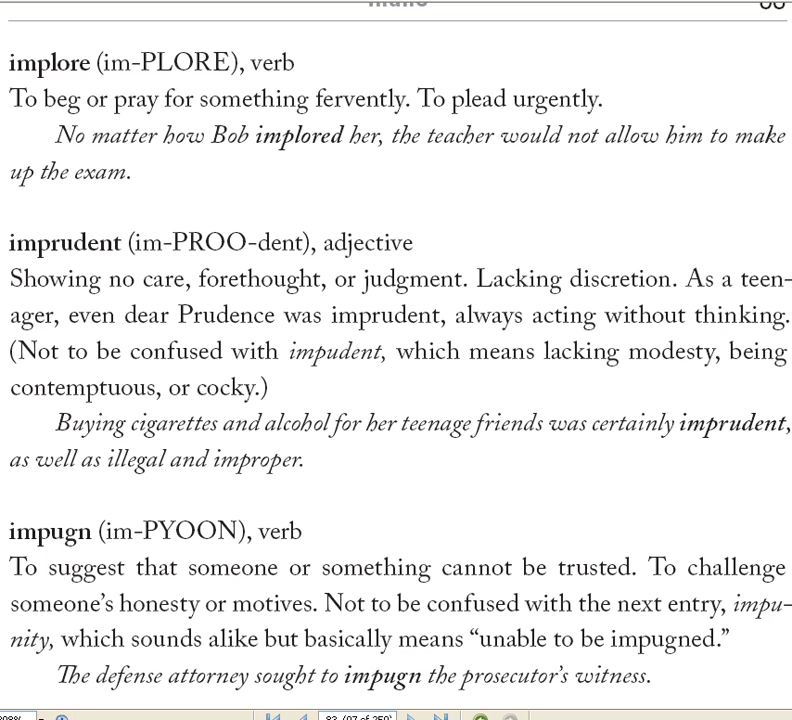 implore (im-PLORE), verb
To beg or pray for something fervently. To plead urgently.
No matter how Bob implored her, the teacher would not allow him to make
up the exam.
imprudent (im-PROO-dent), adjective
Showing no care, forethought, or judgment. Lacking discretion. As a teen-
ager, even dear Prudence was imprudent, always acting without thinking.
(Not to be confused with impudent, which means lacking modesty, being
contemptuous, or cocky.)
Buying cigarettes and alcohol for her teenage friends was certainly imprudent,
as well as illegal and improper.
impugn (im-PYOON), verb
To suggest that someone or something cannot be trusted. To challenge
someone's honesty or motives. Not to be confused with the next entry, impu-
nity, which sounds alike but basically means "unable to be impugned."
The defense attorney sought to impugn the prosecutor's witness.